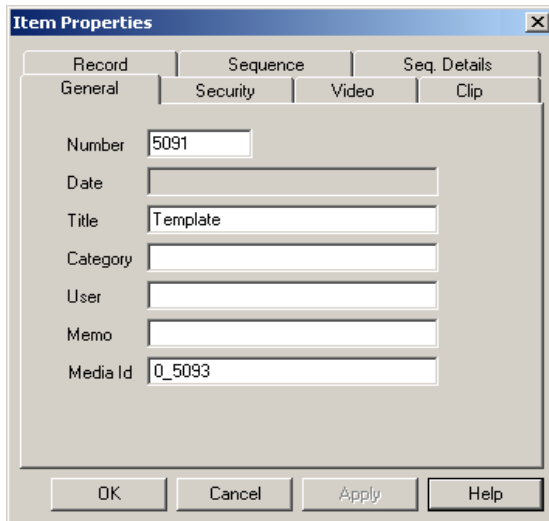 Item Properties
Record Sequence Seq. Details
General Security Video Clip
Number 5091
Date
Title Template
Category
User
Memo
Media Id 0_5093
OK Cancel Apply Help